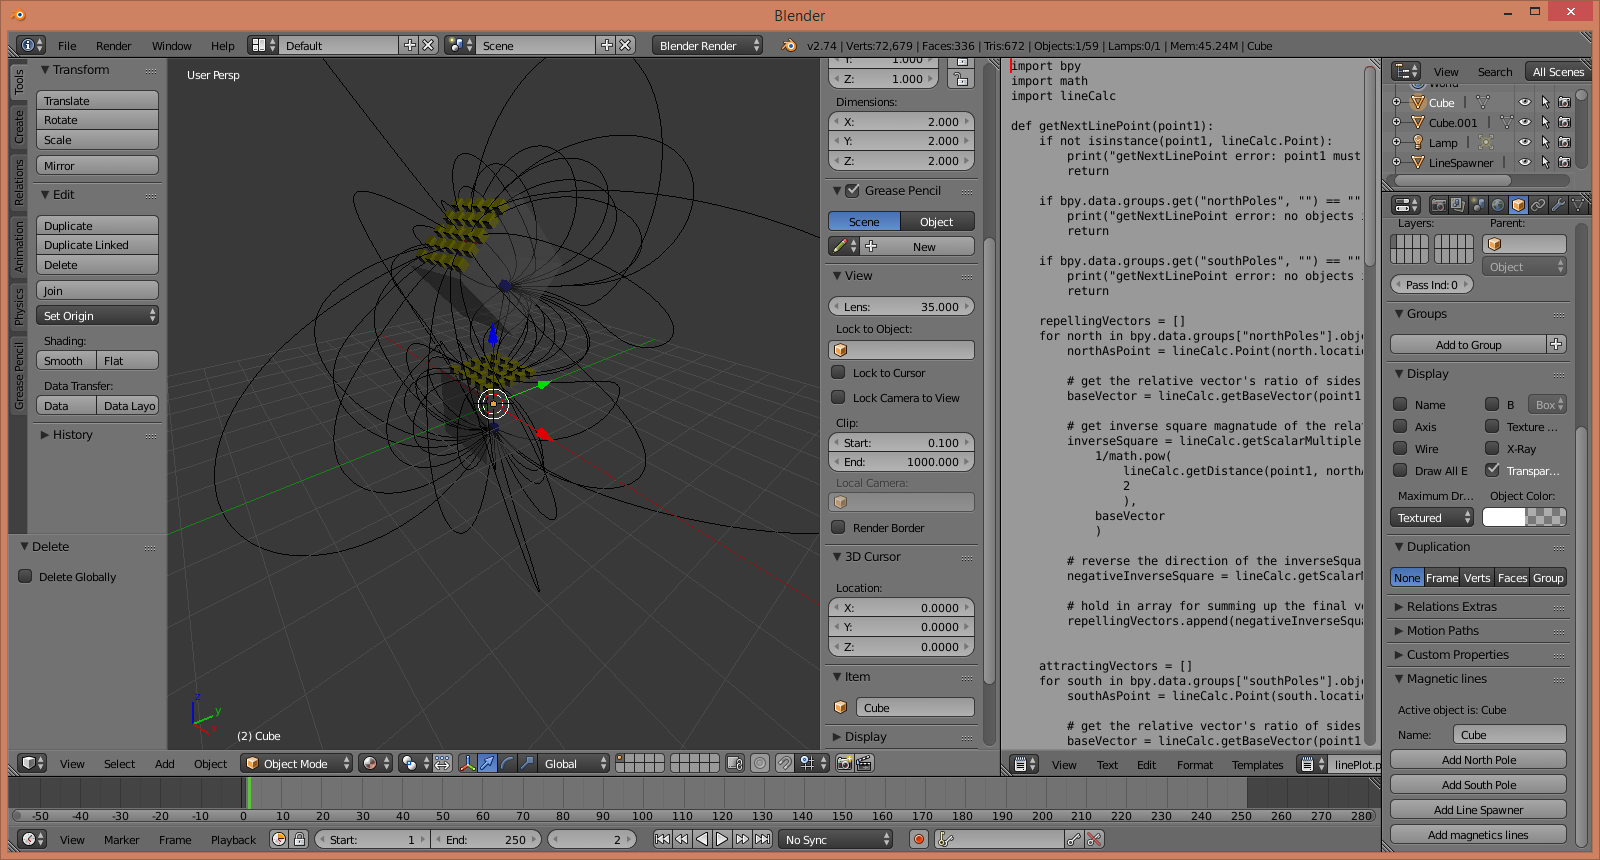 Blender
File Render Window Help Default Scene Blender Render v2.74 | Verts:72,679 | Faces:336 | Tris:672 | Objects:1/59 | Lamps:0/1 | Mem:45.24M | Cube
Tools
Create
Relations
Animation
Physics
Grease Pencil
Transform
Translate
Rotate
Scale
Mirror
Edit
Duplicate
Duplicate Linked
Delete
Join
Set Origin
Shading:
Smooth Flat
Data Transfer:
Data Data Layo
History
Delete
Delete Globally
User Persp
z
y
x
(2) Cube
Y: 1.000
Z: 1.000
Dimensions:
X: 2.000
Y: 2.000
Z: 2.000
Grease Pencil
Scene Object
New
View
Lens: 35.000
Lock to Object:
Lock to Cursor
Lock Camera to View
Clip:
Start: 0.100
End: 1000.000
Local Camera:
Render Border
3D Cursor
Location:
X: 0.0000
Y: 0.0000
Z: 0.0000
Item
Cube
Display
import bpy
import math
import lineCalc
def getNextLinePoint(point1):
if not isinstance(point1, lineCalc.Point):
print("getNextLinePoint error: point1 must
return
if bpy.data.groups.get("northPoles", "") == ""
print("getNextLinePoint error: no objects
return
if bpy.data.groups.get("southPoles", "") == ""
print("getNextLinePoint error: no objects
return
repellingVectors = []
for north in bpy.data.groups["northPoles"].obj
northAsPoint = lineCalc.Point(north.locati
# get the relative vector's ratio of sides
baseVector = lineCalc.getBaseVector(point1
# get inverse square magnatude of the rela
inverseSquare = lineCalc.getScalarMultiple
1/math.pow(
lineCalc.getDistance(point1, north
2
),
baseVector
)
# reverse the direction of the inverseSqua
negativeInverseSquare = lineCalc.getScalar
# hold in array for summing up the final v
repellingVectors.append(negativeInverseSqu
attractingVectors = []
for south in bpy.data.groups["southPoles"].obj
southAsPoint = lineCalc.Point(south.locati
# get the relative vector's ratio of sides
baseVector = lineCalc.getBaseVector(point1
View Search All Scenes
World
Cube
Cube.001
Lamp
LineSpawner
Layers: Parent:
Object
Pass Ind: 0
Groups
Add to Group
Display
Name B Box
Axis Texture ...
Wire X-Ray
Draw All E Transpar...
Maximum Dr... Object Color:
Textured
Duplication
None Frame Verts Faces Group
Relations Extras
Motion Paths
Custom Properties
Magnetic lines
Active object is: Cube
Name: Cube
Add North Pole
Add South Pole
Add Line Spawner
Add magnetics lines
View Select Add Object Object Mode Global
View Text Edit Format Templates linePlot.p
-50 -40 -30 -20 -10 0 10 20 30 40 50 60 70 80 90 100 110 120 130 140 150 160 170 180 190 200 210 220 230 240 250 260 270 280
View Marker Frame Playback Start: 1 End: 250 2 No Sync